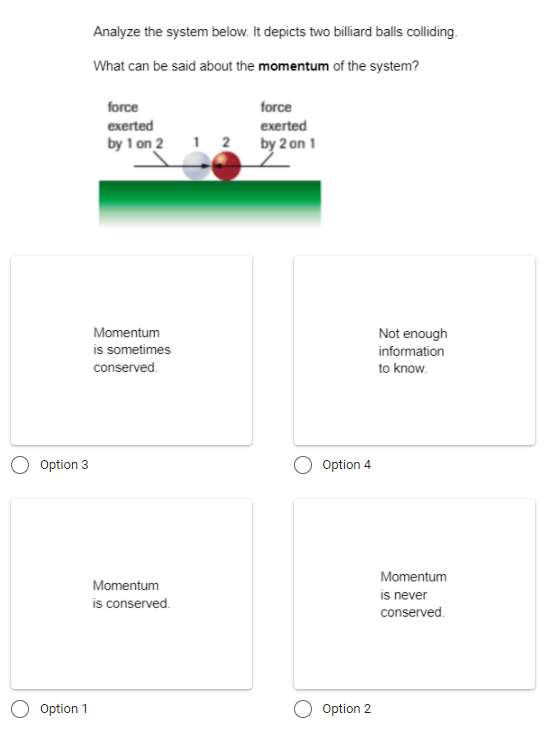 Analyze the system below. It depicts two billiard balls colliding.
What can be said about the momentum of the system?
force
exerted
by 1 on 2
1 2
force
exerted
by 2 on 1
Momentum
is sometimes
conserved.
Not enough
information
to know.
Option 3
Option 4
Momentum
is conserved.
Momentum
is never
conserved.
Option 1
Option 2